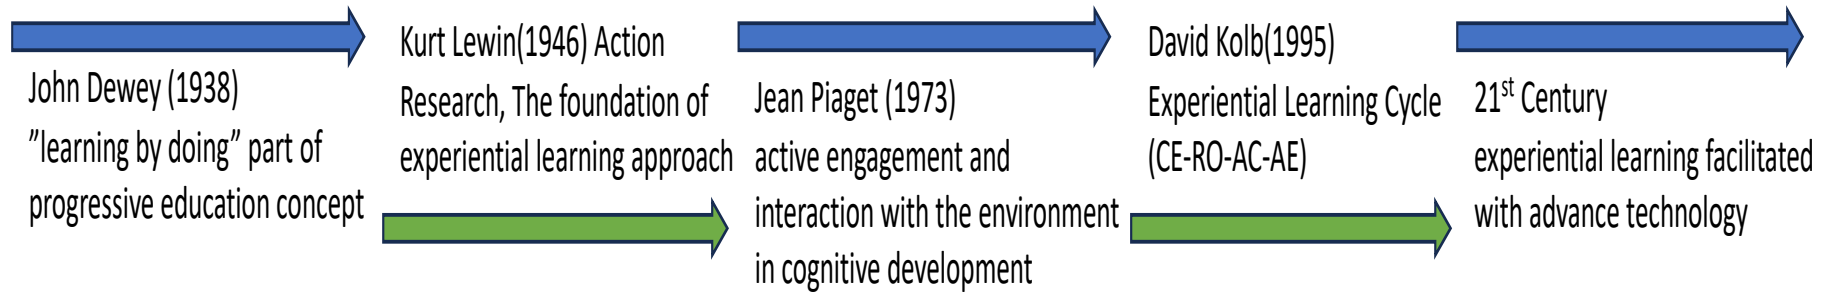 John Dewey (1938)
”learning by doing” part of
progressive education concept
Kurt Lewin(1946) Action
Research, The foundation of
experiential learning approach
Jean Piaget (1973)
active engagement and
interaction with the environment
in cognitive development
David Kolb(1995)
Experiential Learning Cycle
(CE-RO-AC-AE)
21st Century
experiential learning facilitated
with advance technology